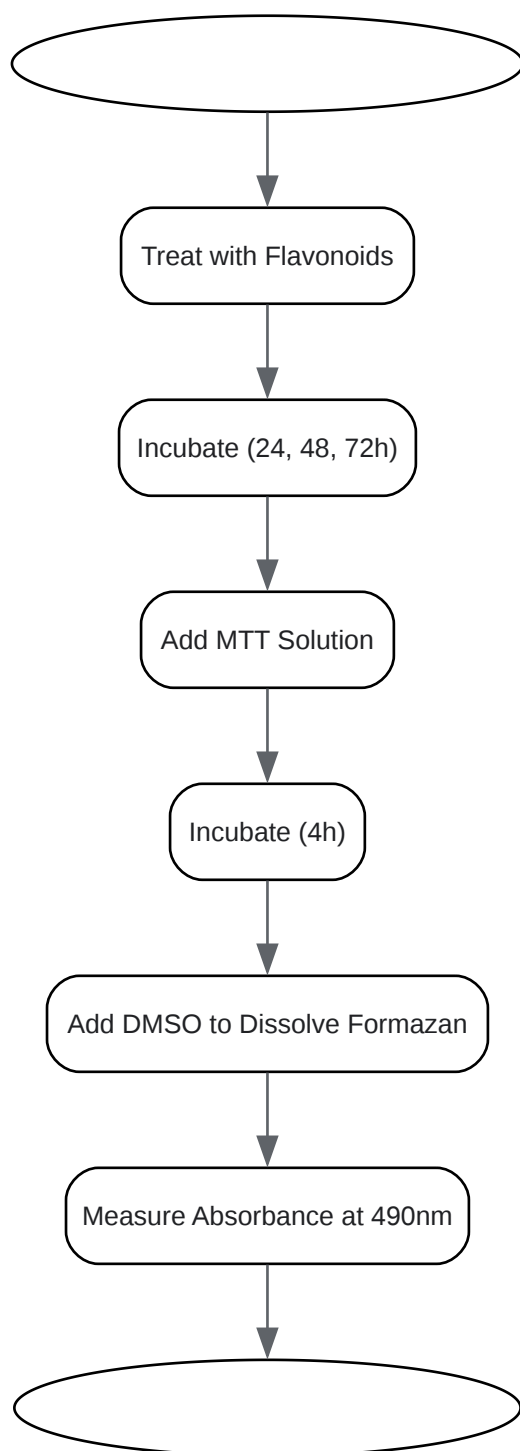 Treat with Flavonoids
Incubate (24, 48, 72h)
Add MTT Solution
Incubate (4h)
Add DMSO to Dissolve Formazan
Measure Absorbance at 490nm